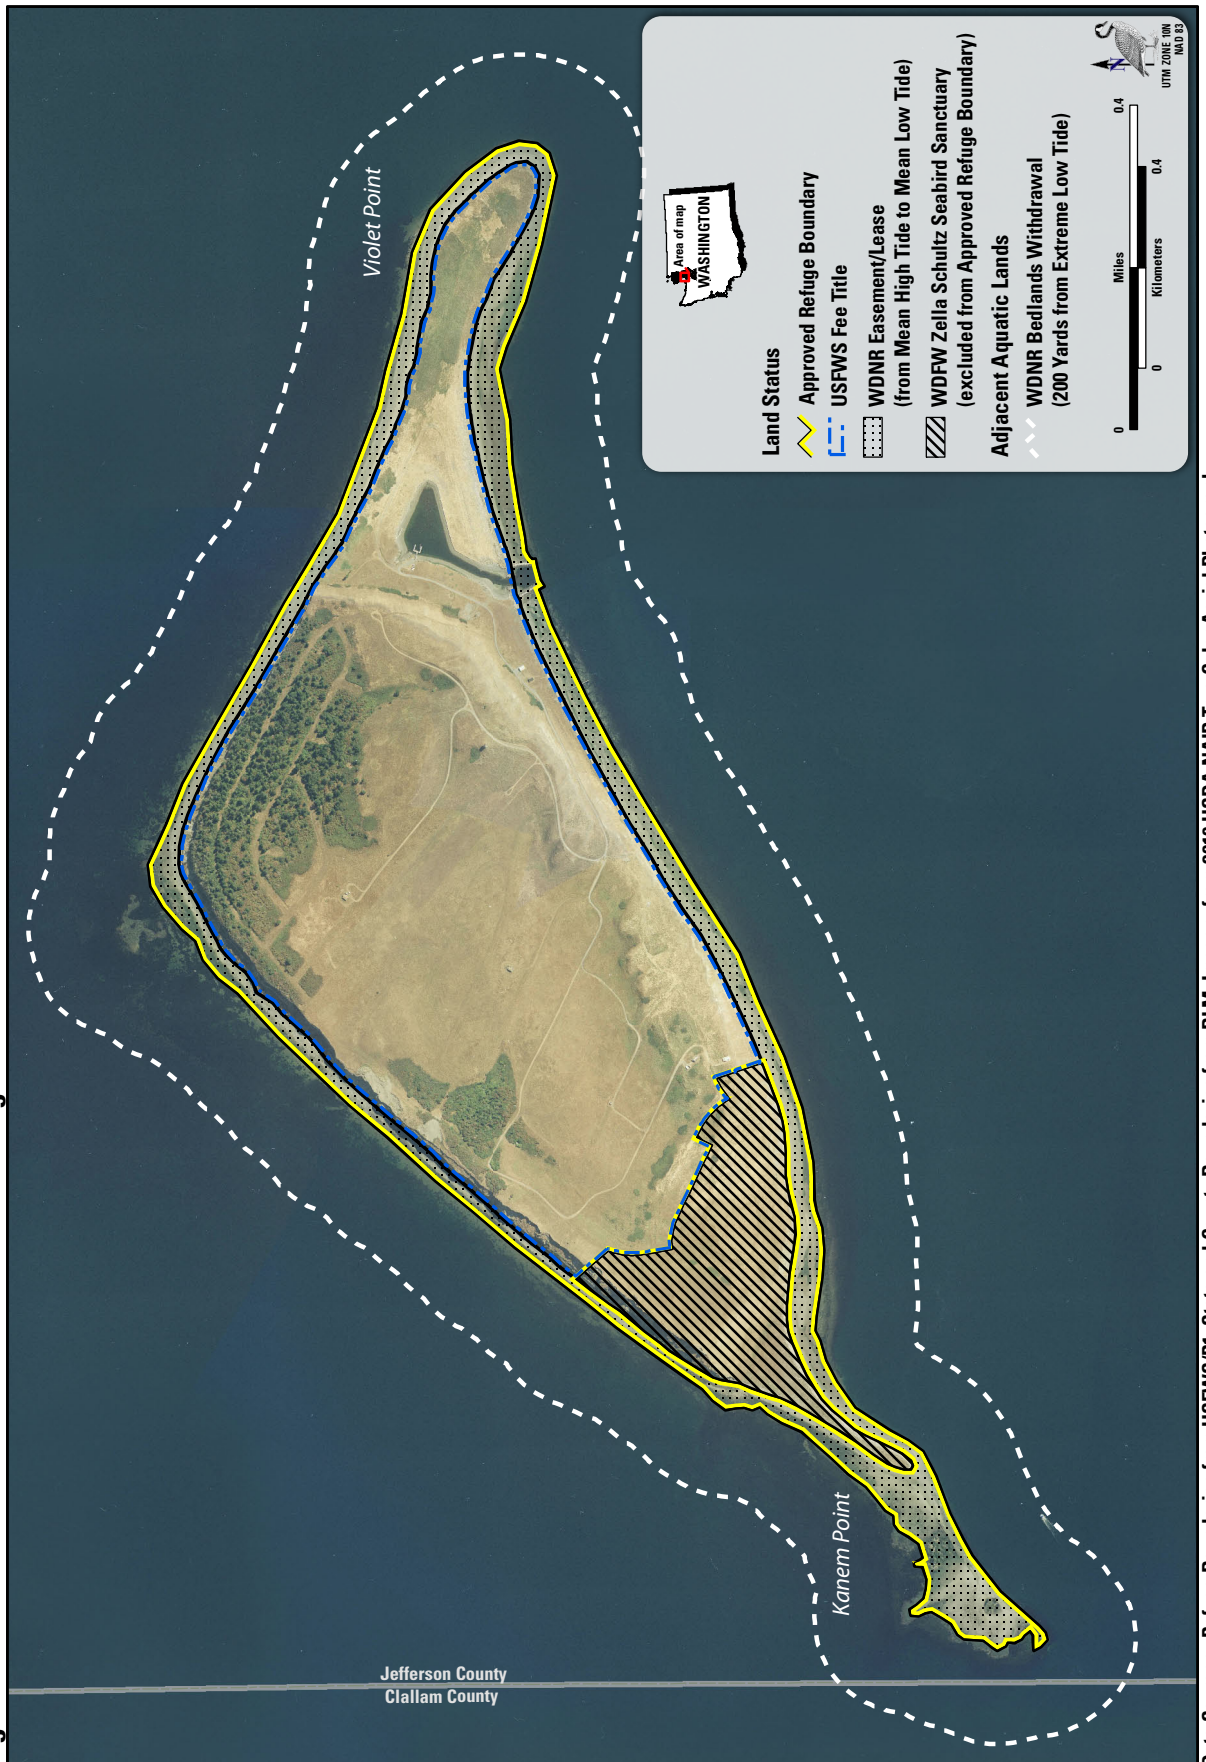 Violet Point
Kanem Point
Jefferson County
Clallam County
Area of map
WASHINGTON
Land Status
Approved Refuge Boundary
USFWS Fee Title
WDNR Easement/Lease
(from Mean High Tide to Mean Low Tide)
WDFW Zella Schultz Seabird Sanctuary
(excluded from Approved Refuge Boundary)
Adjacent Aquatic Lands
WDNR Bedlands Withdrawal
(200 Yards from Extreme Low Tide)
0 Miles 0.4
0 Kilometers 0.4
N
UTM ZONE 10N
NAD 83